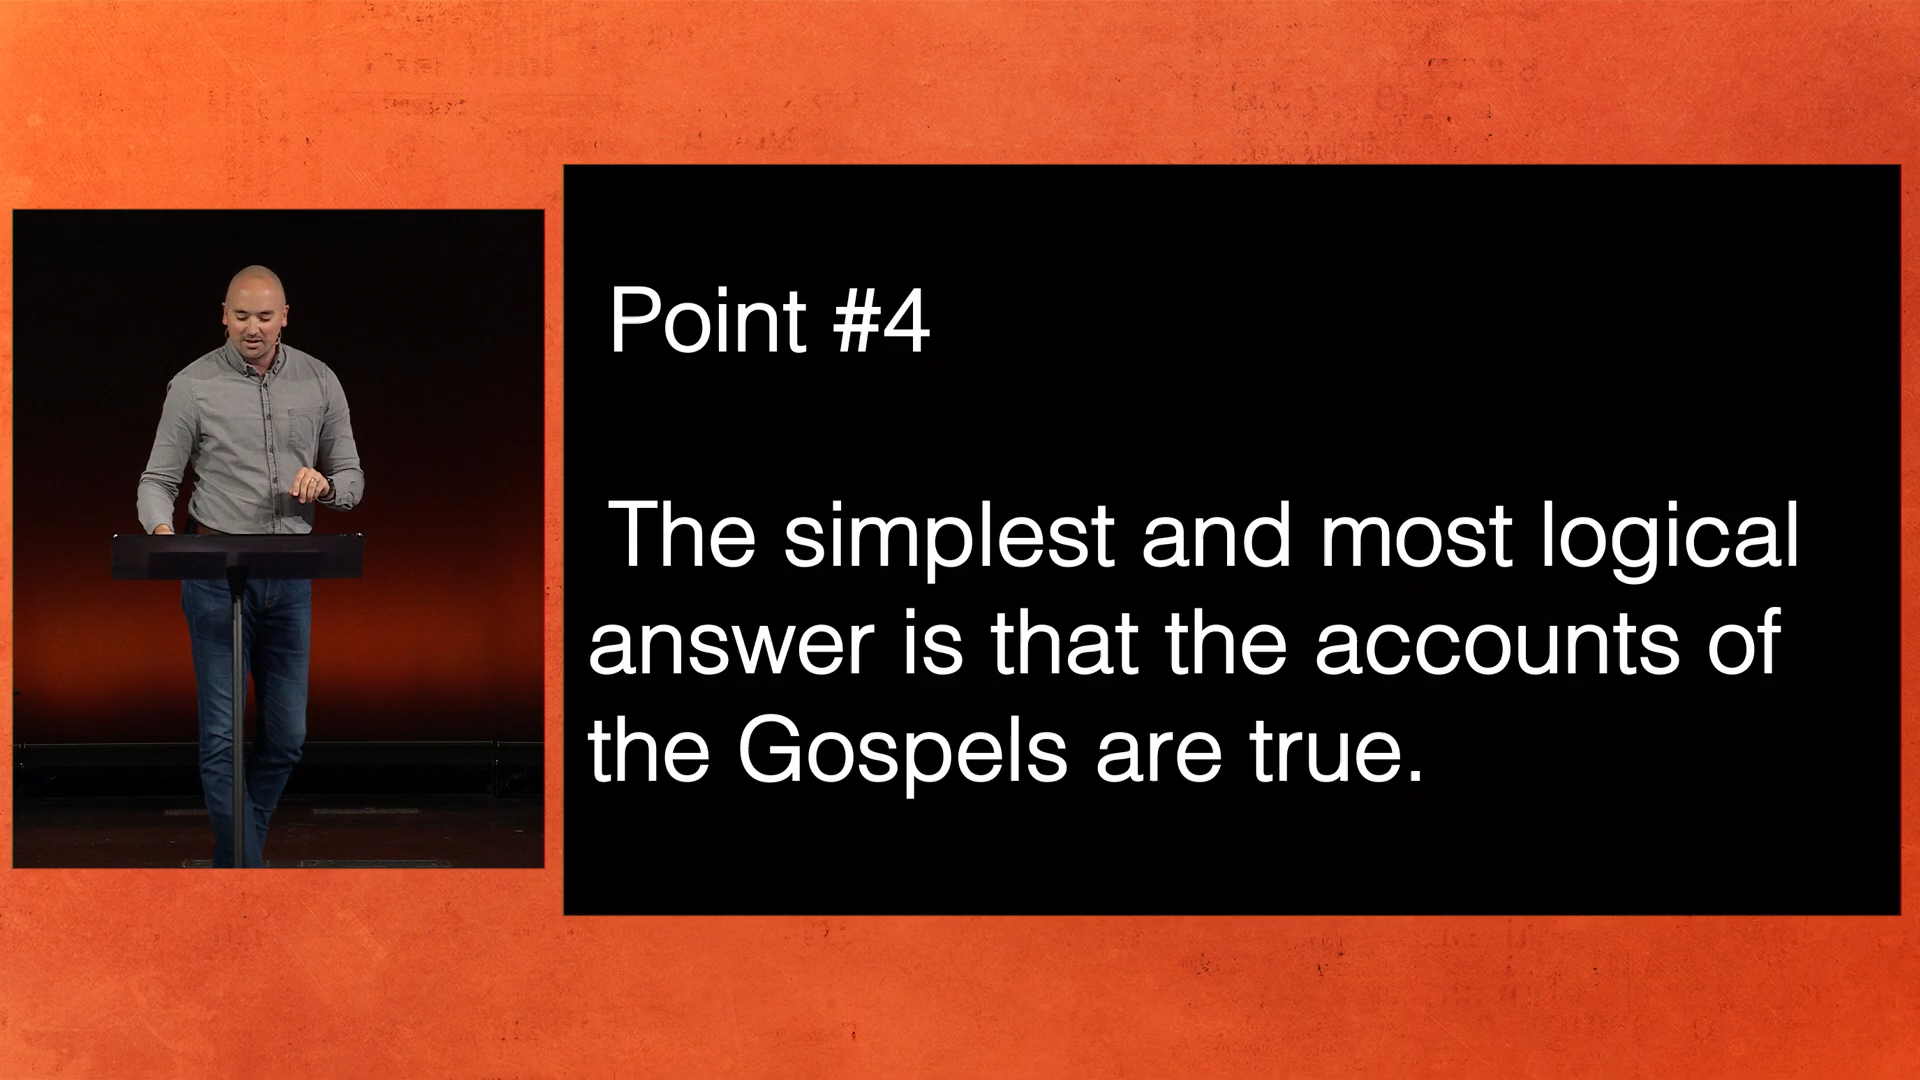 Point #4
The simplest and most logical
answer is that the accounts of
the Gospels are true.